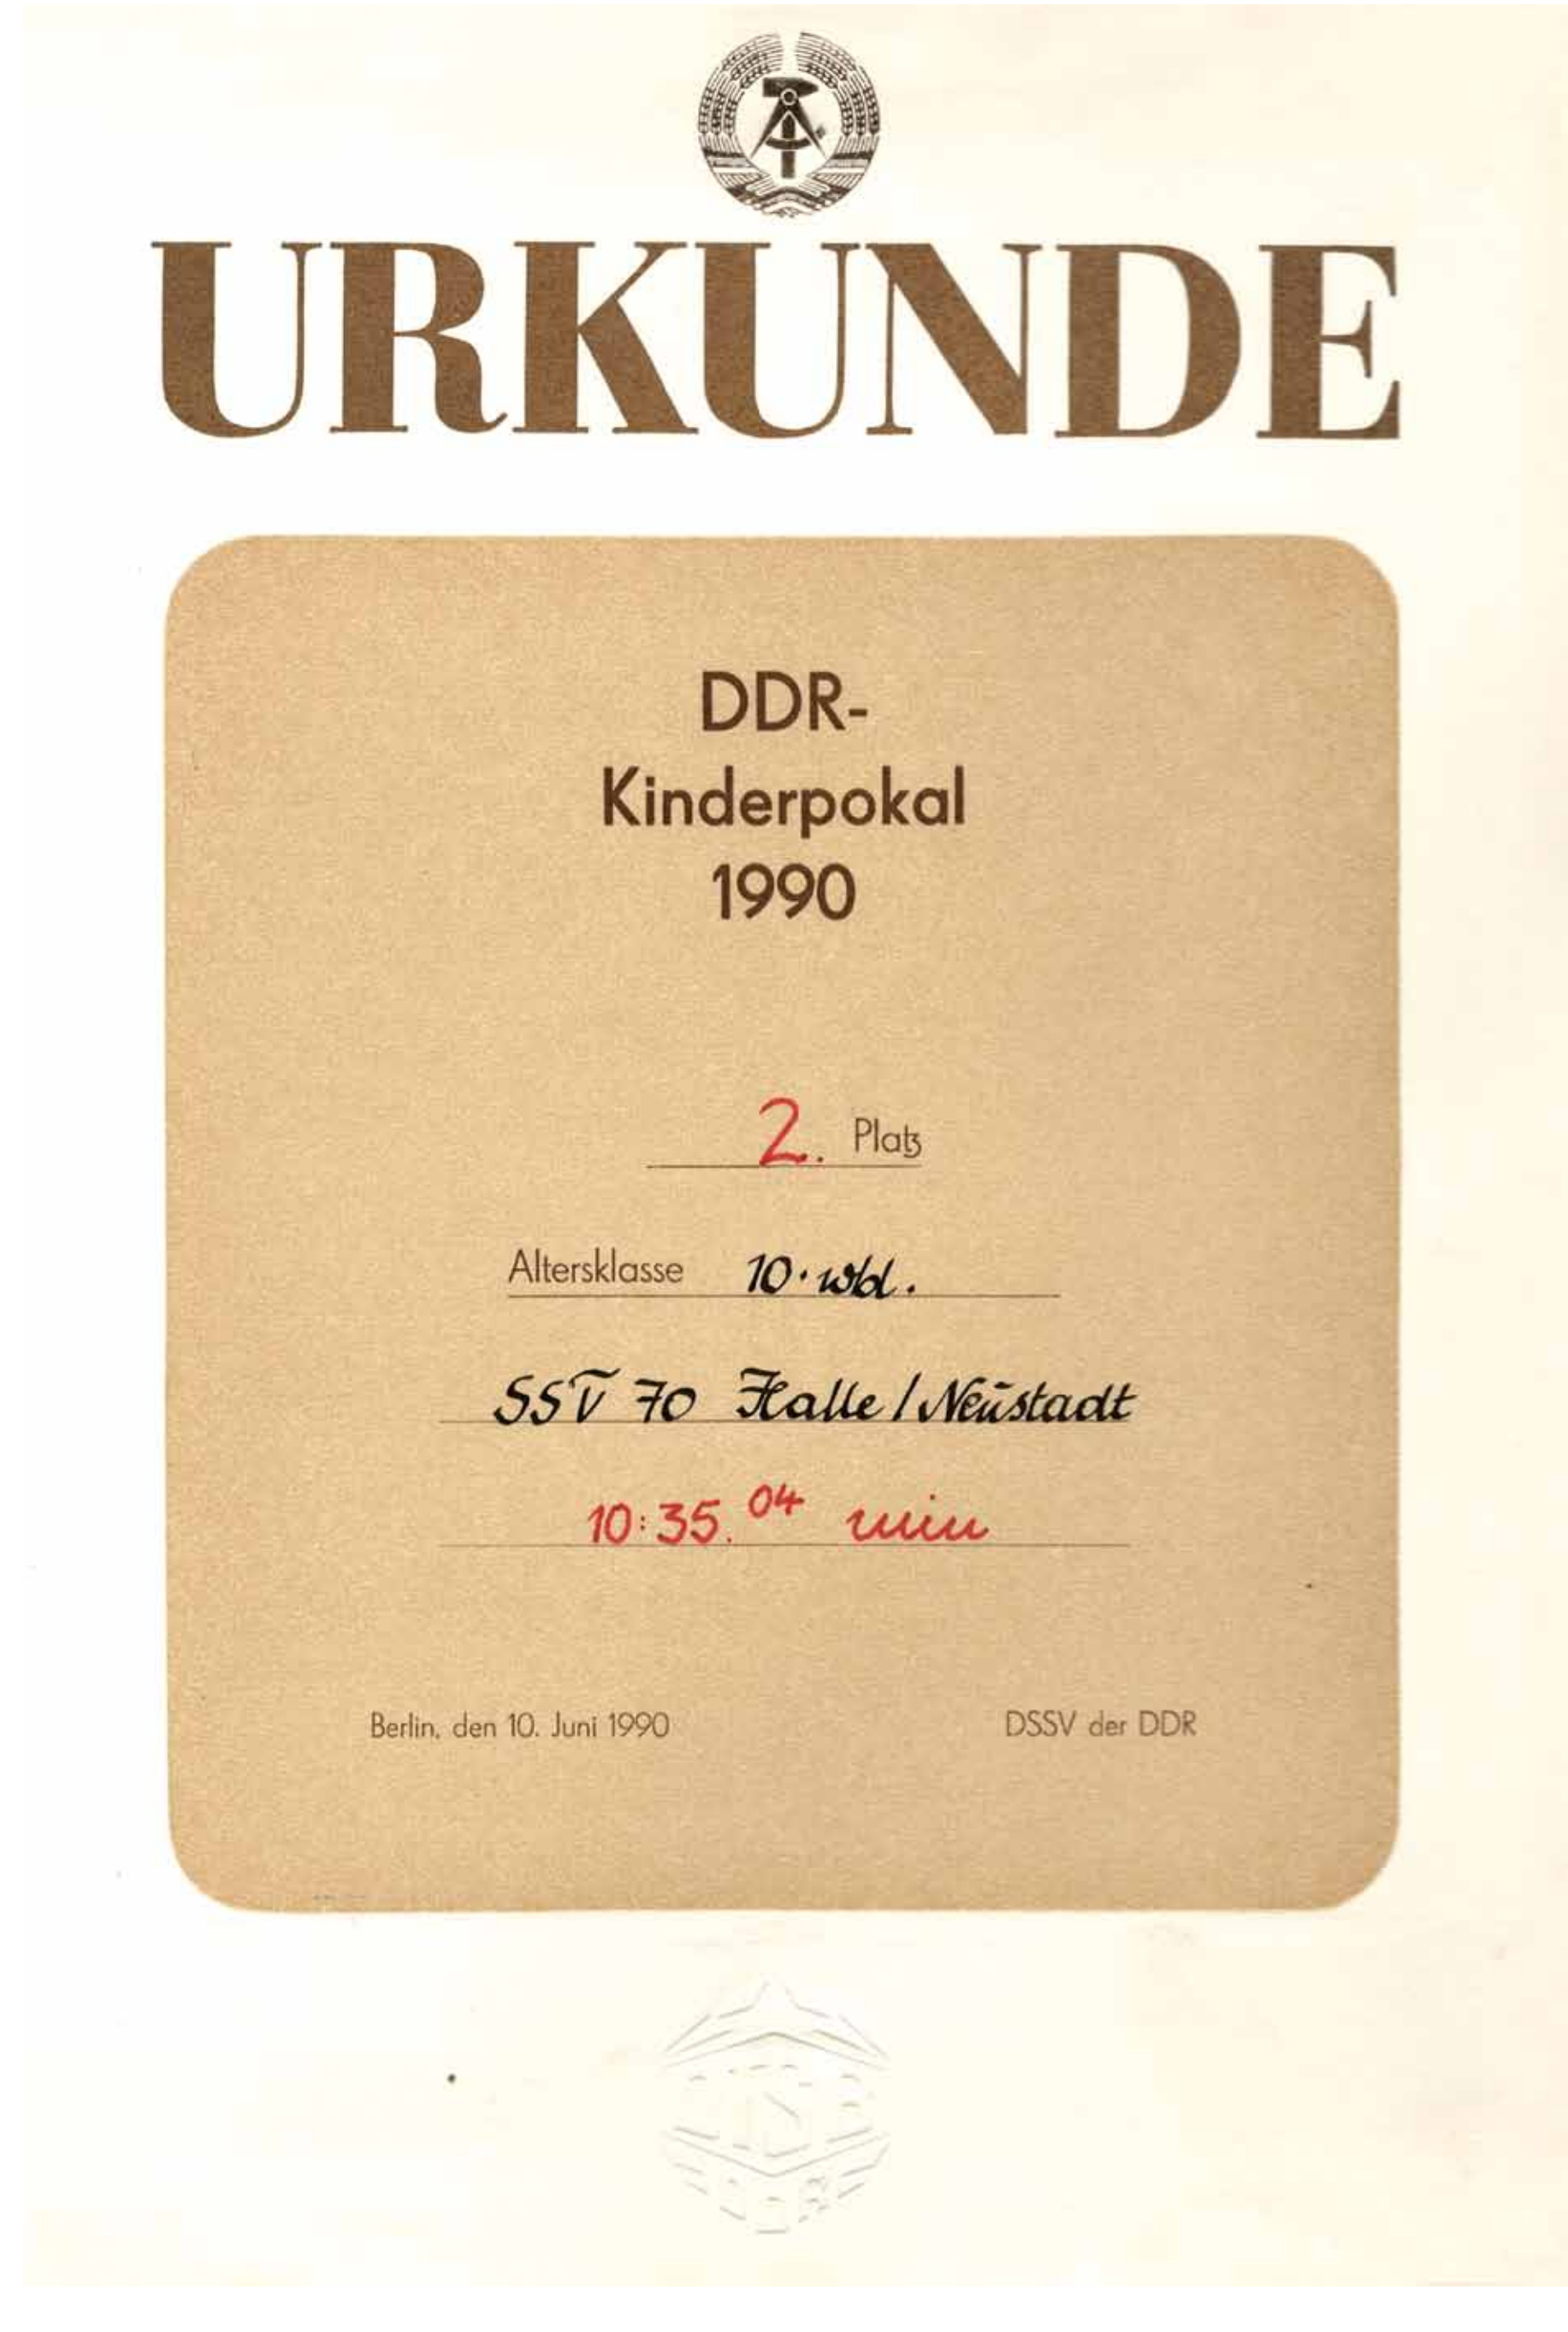 URKUNDE
DDR-
Kinderpokal
1990
2. Platz
Altersklasse 10. wbl.
SSV 70 Halle / Neustadt
10:35.04 min
Berlin, den 10. Juni 1990 DSSV der DDR